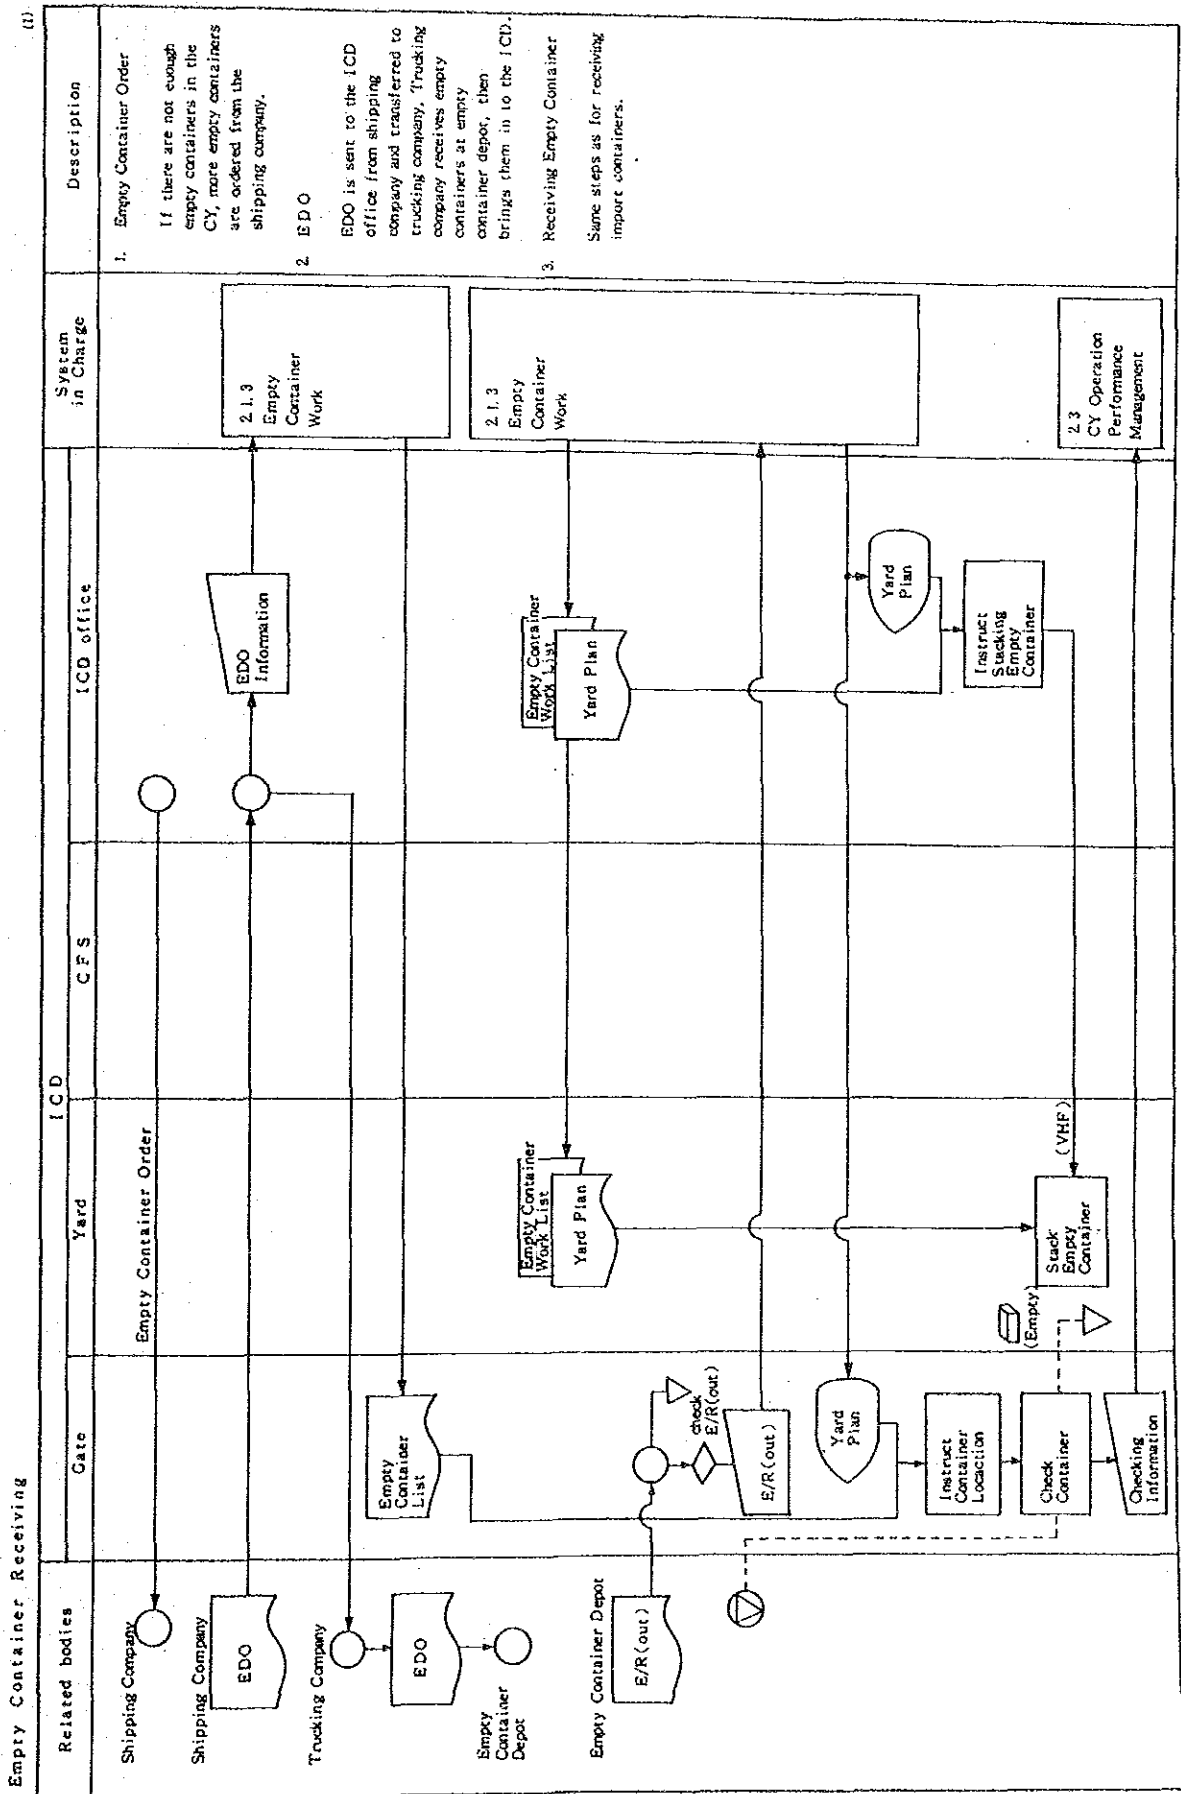 (1)
Empty Container Receiving
Related bodies
ICD
Gate
Yard
CFS
ICD office
System
in Charge
Description
Shipping Company
Empty Container Order
1. Empty Container Order
If there are not euough
empty containers in the
CY, more empty containers
are ordered from the
shipping company.
Shipping Company
EDO
EDO
Information
2.1.3
Empty
Container
Work
2. EDO
EDO is sent to the ICD
office from shipping
company and transferred to
trucking company. Trucking
company receives empty
containers at empty
container depot, then
brings them in to the ICD.
Trucking Company
EDO
Empty
Container
Depot
Empty
Container
List
Empty Container
Work List
Yard Plan
Empty Container
Work List
Yard Plan
2.1.3
Empty
Container
Work
3. Receiving Empty Container
Same steps as for receiving
import containers.
Empty Container Depot
E/R(out)
check
E/R(out)
E/R(out)
Yard
Plan
Yard
Plan
Instruct
Container
Locaction
Instruct
Stacking
Empty
Container
Check
Container
(Empty)
Stack
Empty
Container
(VHF)
Checking
Information
2.3
CY Operation
Performance
Management